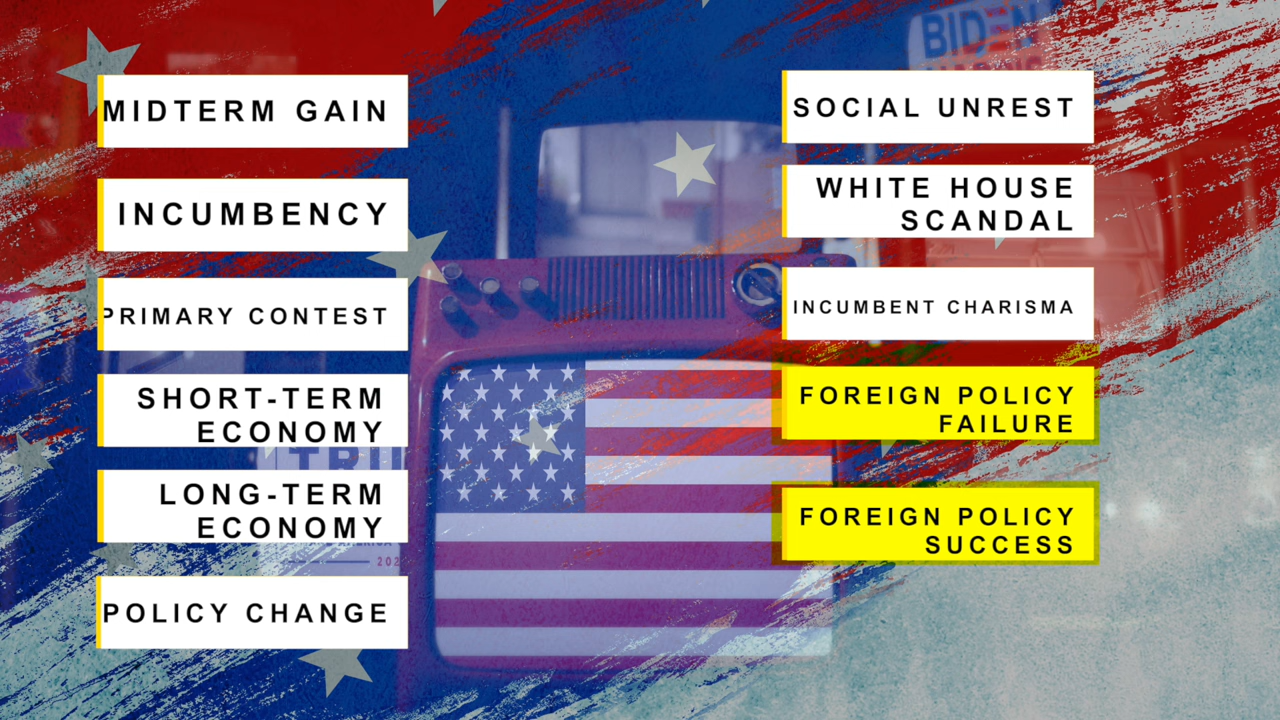 MIDTERM GAIN
INCUMBENCY
PRIMARY CONTEST
SHORT-TERM
ECONOMY
LONG-TERM
ECONOMY
POLICY CHANGE
SOCIAL UNREST
WHITE HOUSE
SCANDAL
INCUMBENT CHARISMA
FOREIGN POLICY
FAILURE
FOREIGN POLICY
SUCCESS
BIDEN